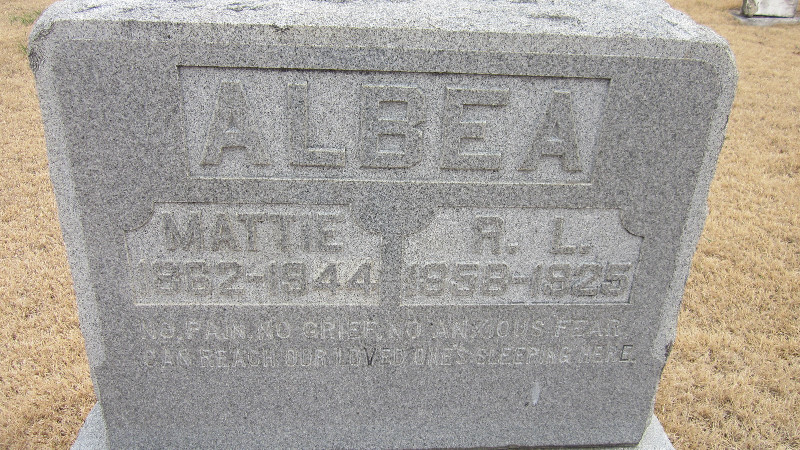 ALBEA
MATTIE R. L.
1862-1944 1858-1925
NO, PAIN, NO GRIEF, NO ANXIOUS FEAR
CAN REACH OUR LOVED ONE'S SLEEPING HERE.